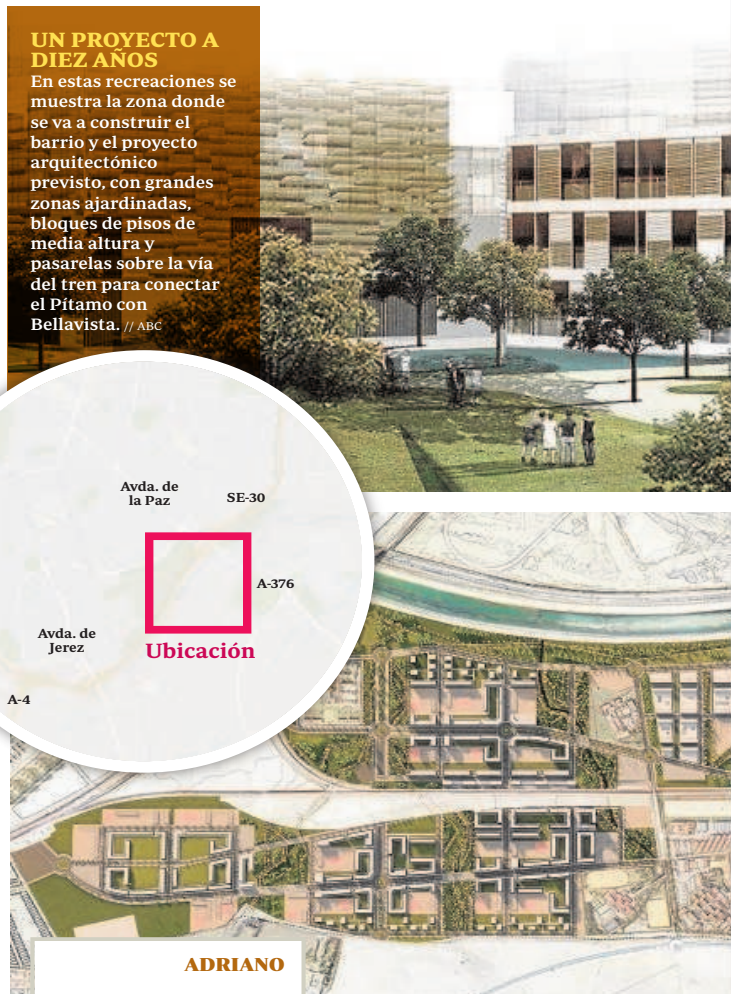 UN PROYECTO A
DIEZ AÑOS
En estas recreaciones se
muestra la zona donde
se va a construir el
barrio y el proyecto
arquitectónico
previsto, con grandes
zonas ajardinadas,
bloques de pisos de
media altura y
pasarelas sobre la vía
del tren para conectar
el Pítamo con
Bellavista. // ABC
Avda. de
la Paz
SE-30
A-376
Avda. de
Jerez
Ubicación
A-4
ADRIANO